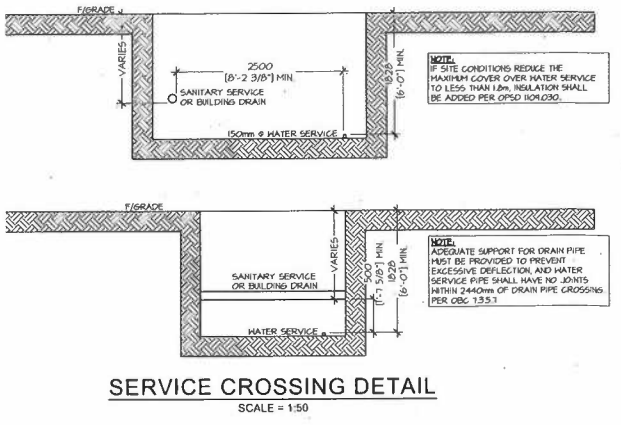 F/GRADE
VARIES
2500
[8'-2 3/8"] MIN.
SANITARY SERVICE
OR BUILDING DRAIN
150mm ø WATER SERVICE
1828
[6'-0"] MIN.
NOTE:
IF SITE CONDITIONS REDUCE THE
MAXIMUM COVER OVER WATER SERVICE
TO LESS THAN 1.8m, INSULATION SHALL
BE ADDED PER OPSD 1109.030.
F/GRADE
VARIES
SANITARY SERVICE
OR BUILDING DRAIN
WATER SERVICE
500
[1'-7 5/8"] MIN.
1828
[6'-0"] MIN.
NOTE:
ADEQUATE SUPPORT FOR DRAIN PIPE
MUST BE PROVIDED TO PREVENT
EXCESSIVE DEFLECTION, AND WATER
SERVICE PIPE SHALL HAVE NO JOINTS
WITHIN 2440mm OF DRAIN PIPE CROSSING
PER OBC 7.3.5.7
SERVICE CROSSING DETAIL
SCALE = 1:50